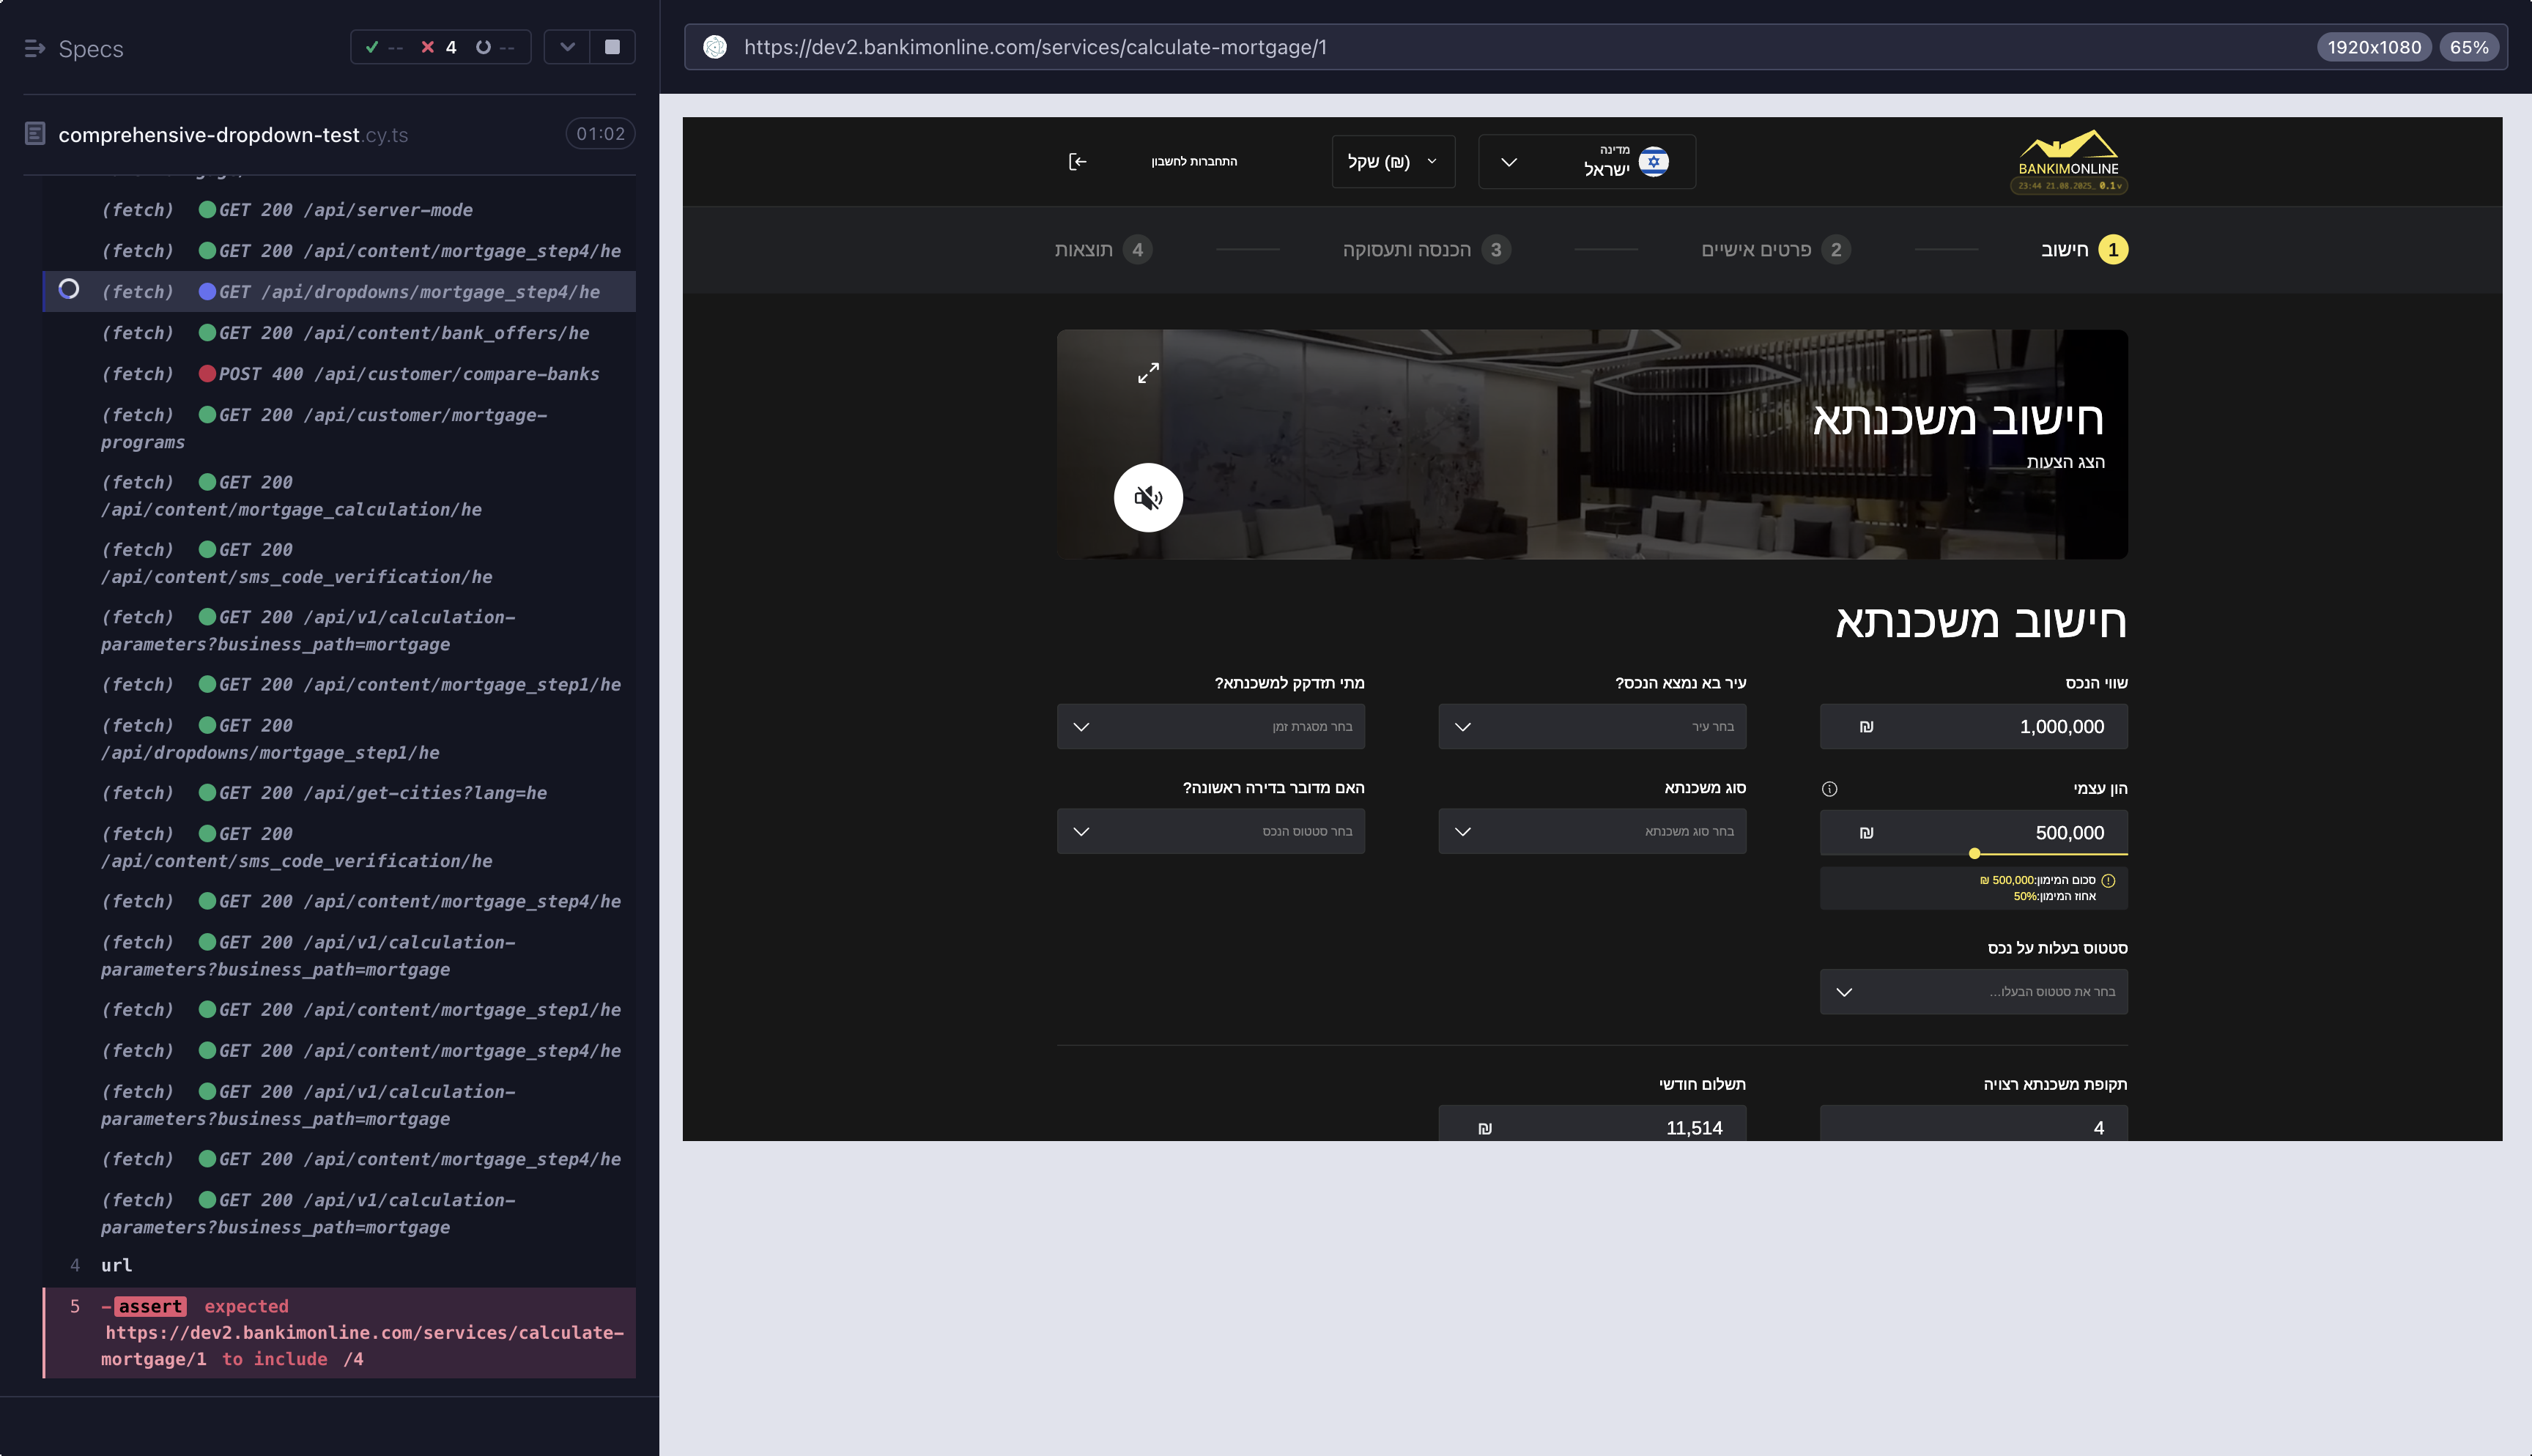 Specs
✓ -- ✕ 4 --
comprehensive-dropdown-test.cy.ts 01:02
(fetch) GET 200 /api/server-mode
(fetch) GET 200 /api/content/mortgage_step4/he
(fetch) GET /api/dropdowns/mortgage_step4/he
(fetch) GET 200 /api/content/bank_offers/he
(fetch) POST 400 /api/customer/compare-banks
(fetch) GET 200 /api/customer/mortgage-
programs
(fetch) GET 200
/api/content/mortgage_calculation/he
(fetch) GET 200
/api/content/sms_code_verification/he
(fetch) GET 200 /api/v1/calculation-
parameters?business_path=mortgage
(fetch) GET 200 /api/content/mortgage_step1/he
(fetch) GET 200
/api/dropdowns/mortgage_step1/he
(fetch) GET 200 /api/get-cities?lang=he
(fetch) GET 200
/api/content/sms_code_verification/he
(fetch) GET 200 /api/content/mortgage_step4/he
(fetch) GET 200 /api/v1/calculation-
parameters?business_path=mortgage
(fetch) GET 200 /api/content/mortgage_step1/he
(fetch) GET 200 /api/content/mortgage_step4/he
(fetch) GET 200 /api/v1/calculation-
parameters?business_path=mortgage
(fetch) GET 200 /api/content/mortgage_step4/he
(fetch) GET 200 /api/v1/calculation-
parameters?business_path=mortgage
4 url
5 -assert expected
https://dev2.bankimonline.com/services/calculate-
mortgage/1 to include /4
https://dev2.bankimonline.com/services/calculate-mortgage/1 1920x1080 65%
BANKIMONLINE
23:44 21.08.2025_ 0.1v
מדינה
ישראל
שקל (₪)
התחברות לחשבון
1 חישוב
2 פרטים אישיים
3 הכנסה ותעסוקה
4 תוצאות
חישוב משכנתא
הצג הצעות
חישוב משכנתא
שווי הנכס
1,000,000 ₪
עיר בא נמצא הנכס?
בחר עיר
מתי תזדקק למשכנתא?
בחר מסגרת זמן
הון עצמי
500,000 ₪
סכום המימון:500,000 ₪
אחוז המימון:50%
סוג משכנתא
בחר סוג משכנתא
האם מדובר בדירה ראשונה?
בחר סטטוס הנכס
סטטוס בעלות על נכס
בחר את סטטוס הבעלו...
תקופת משכנתא רצויה
4
תשלום חודשי
11,514 ₪